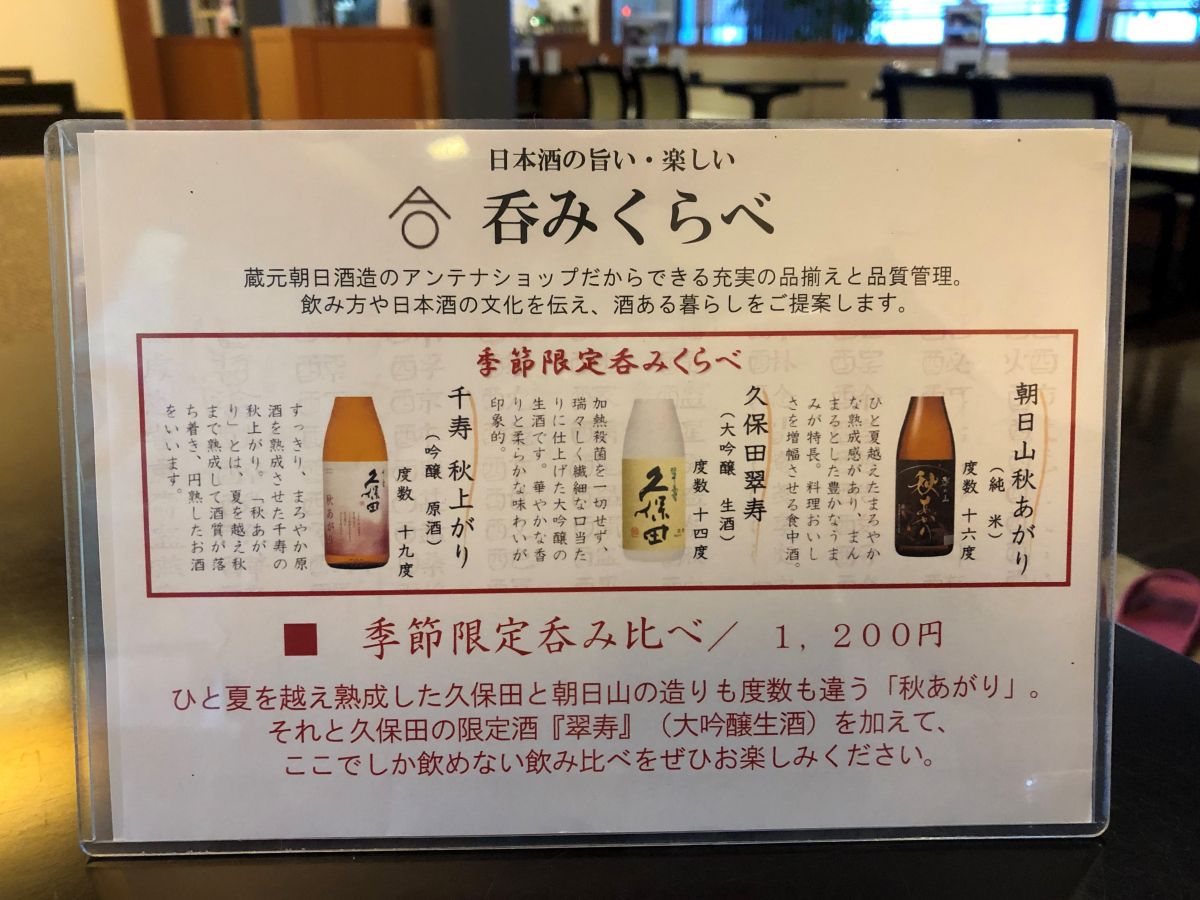 日本酒の旨い・楽しい
呑みくらべ
蔵元朝日酒造のアンテナショップだからできる充実の品揃えと品質管理。
飲み方や日本酒の文化を伝え、酒ある暮らしをご提案します。
季節限定呑みくらべ
朝日山秋あがり
(純 米)
度数 十六度
秋あがり
ひと夏越えたまろやか
な熟成感があり、まん
まるとした豊かなうま
みが特長。料理おいし
さを増幅させる食中酒。
久保田翠寿
(大吟醸 生酒)
度数 十四度
久保田
加熱殺菌を一切せず、
瑞々しく繊細な口当た
りに仕上げた大吟醸の
生酒です。華やかな香
りと柔らかな味わいが
印象的。
千寿 秋上がり
(吟醸 原酒)
度数 十九度
久保田
秋あがり
すっきり、まろやか原
酒を熟成させた千寿の
秋上がり。「秋あが
り」とは、夏を越え秋
まで熟成して酒質が落
ち着き、円熟したお酒
をいいます。
■ 季節限定呑み比べ/ 1,200円
ひと夏を越え熟成した久保田と朝日山の造りも度数も違う「秋あがり」。
それと久保田の限定酒『翠寿』(大吟醸生酒)を加えて、
ここでしか飲めない飲み比べをぜひお楽しみください。